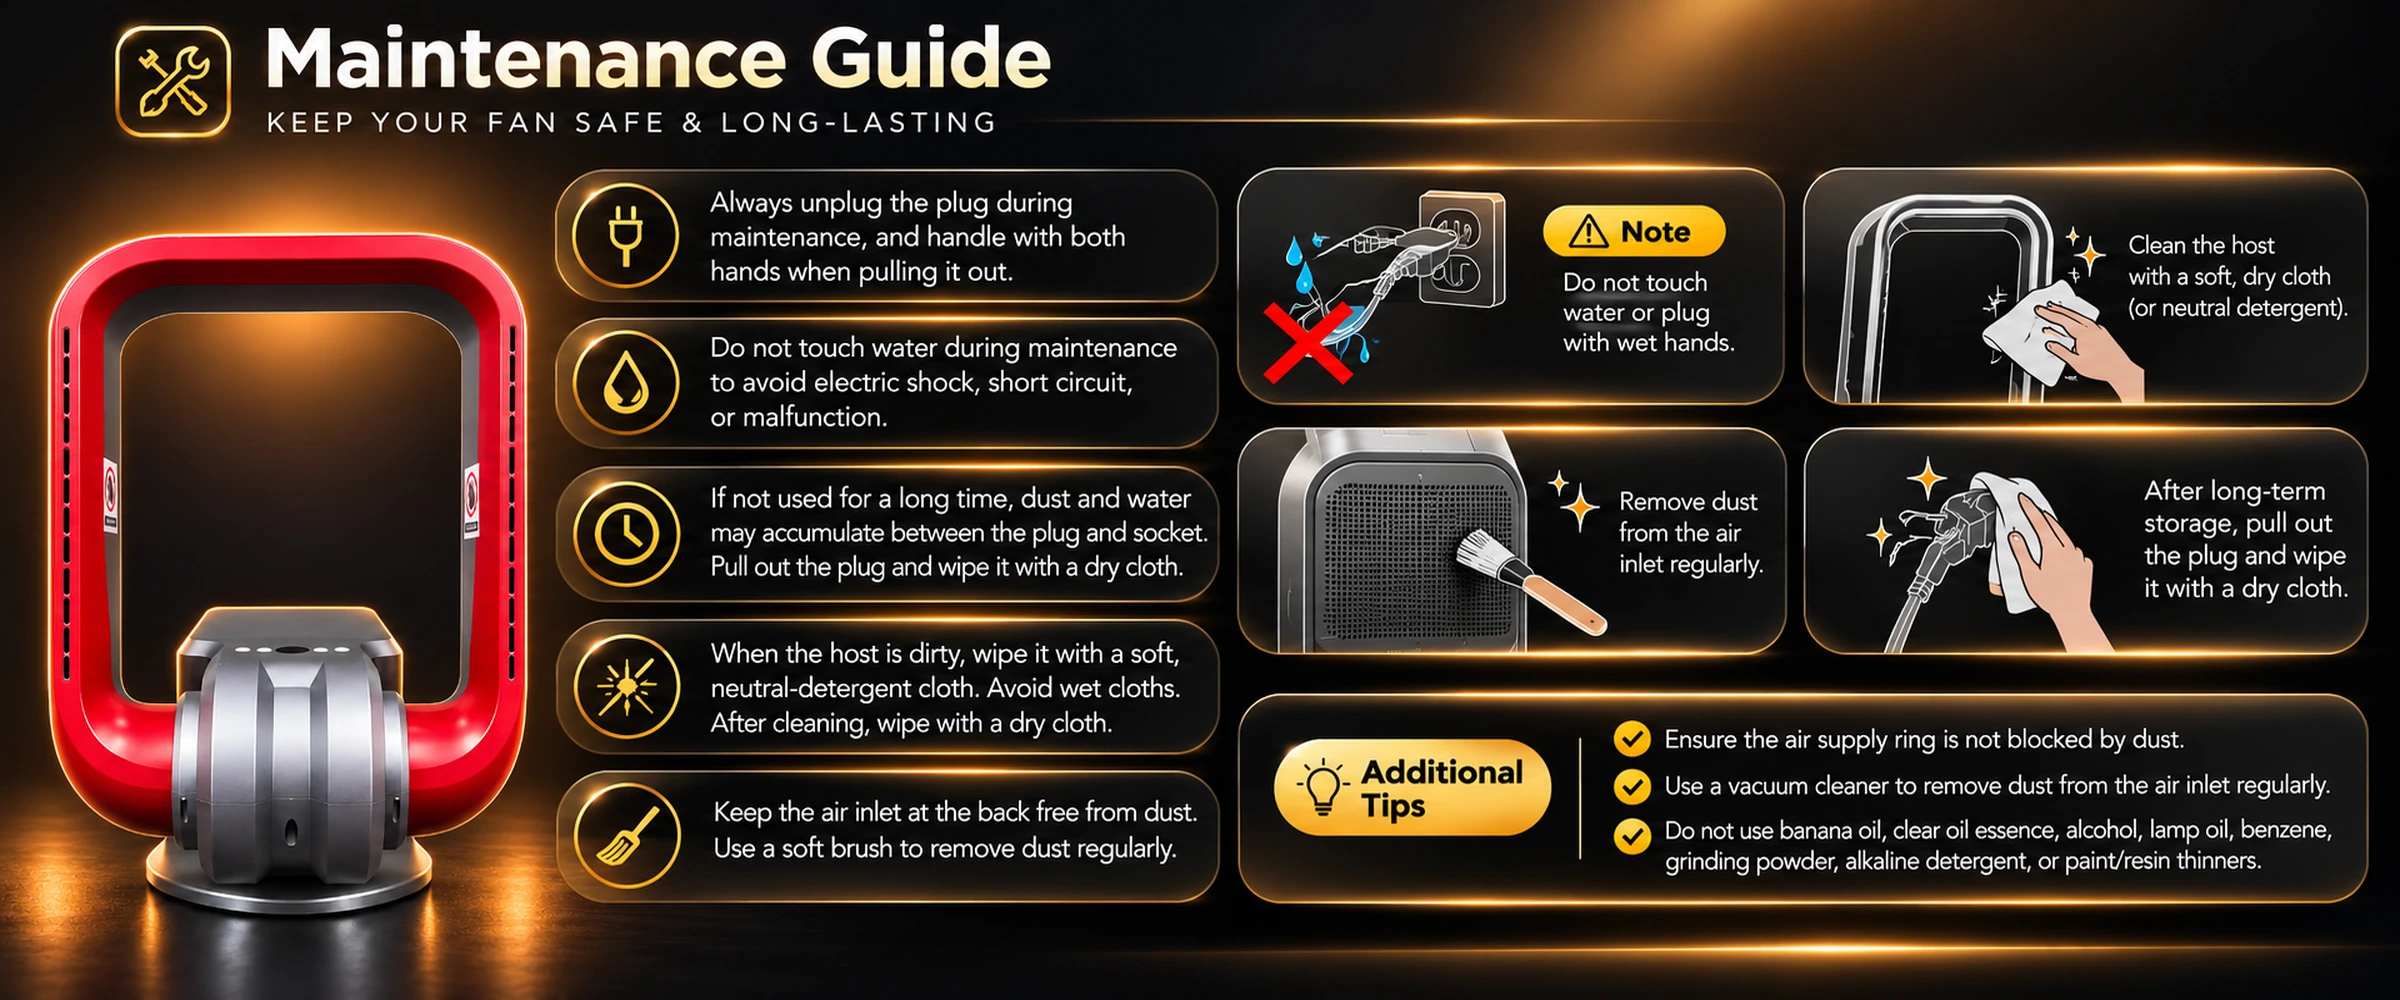 Maintenance Guide
KEEP YOUR FAN SAFE & LONG-LASTING
Always unplug the plug during
maintenance, and handle with both
hands when pulling it out.
Do not touch water during maintenance
to avoid electric shock, short circuit,
or malfunction.
If not used for a long time, dust and water
may accumulate between the plug and socket.
Pull out the plug and wipe it with a dry cloth.
When the host is dirty, wipe it with a soft,
neutral-detergent cloth. Avoid wet cloths.
After cleaning, wipe with a dry cloth.
Keep the air inlet at the back free from dust.
Use a soft brush to remove dust regularly.
Note
Do not touch
water or plug
with wet hands.
Clean the host
with a soft, dry cloth
(or neutral detergent).
Remove dust
from the air
inlet regularly.
After long-term
storage, pull out
the plug and wipe
it with a dry cloth.
Additional
Tips
Ensure the air supply ring is not blocked by dust.
Use a vacuum cleaner to remove dust from the air inlet regularly.
Do not use banana oil, clear oil essence, alcohol, lamp oil, benzene,
grinding powder, alkaline detergent, or paint/resin thinners.